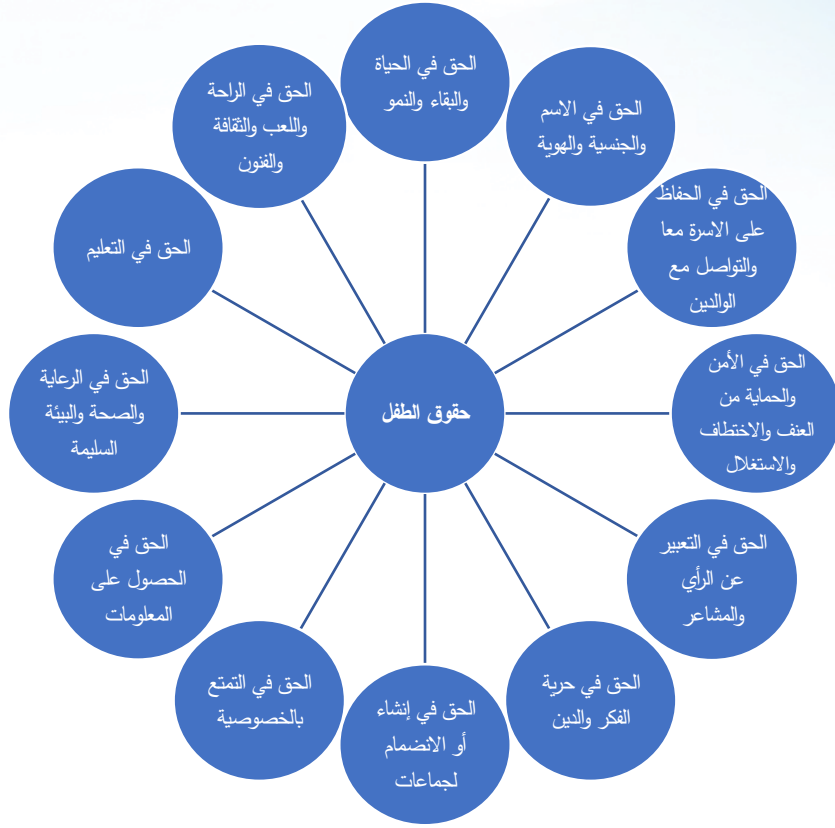 حقوق الطفل
الحق في الحياة
والبقاء والنمو
الحق في الاسم
والجنسية والهوية
الحق في الحفاظ
على الاسرة معا
والتواصل مع
الوالدين
الحق في الأمن
والحماية من
العنف والاختطاف
والاستغلال
الحق في التعبير
عن الرأي
والمشاعر
الحق في حرية
الفكر والدين
الحق في إنشاء
أو الانضمام
لجماعات
الحق في التمتع
بالخصوصية
الحق في
الحصول على
المعلومات
الحق في الرعاية
والصحة والبيئة
السليمة
الحق في التعليم
الحق في الراحة
واللعب والثقافة
والفنون